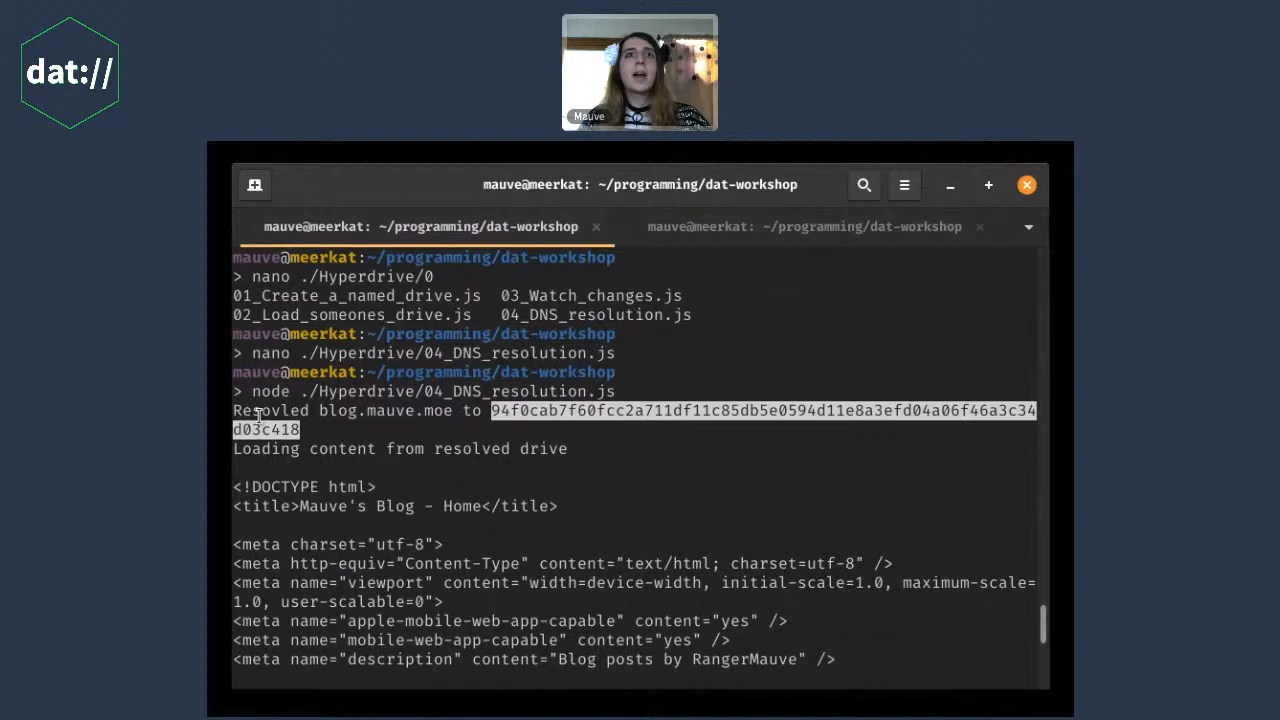 dat://
Mauve
mauve@meerkat: ~/programming/dat-workshop
mauve@meerkat: ~/programming/dat-workshop × mauve@meerkat: ~/programming/dat-workshop ×
mauve@meerkat:~/programming/dat-workshop
> nano ./Hyperdrive/0
01_Create_a_named_drive.js 03_Watch_changes.js
02_Load_someones_drive.js 04_DNS_resolution.js
mauve@meerkat:~/programming/dat-workshop
> nano ./Hyperdrive/04_DNS_resolution.js
mauve@meerkat:~/programming/dat-workshop
> node ./Hyperdrive/04_DNS_resolution.js
Resovled blog.mauve.moe to 94f0cab7f60fcc2a711df11c85db5e0594d11e8a3efd04a06f46a3c34
d03c418
Loading content from resolved drive
<!DOCTYPE html>
<title>Mauve's Blog - Home</title>
<meta charset="utf-8">
<meta http-equiv="Content-Type" content="text/html; charset=utf-8" />
<meta name="viewport" content="width=device-width, initial-scale=1.0, maximum-scale=
1.0, user-scalable=0">
<meta name="apple-mobile-web-app-capable" content="yes" />
<meta name="mobile-web-app-capable" content="yes" />
<meta name="description" content="Blog posts by RangerMauve" />